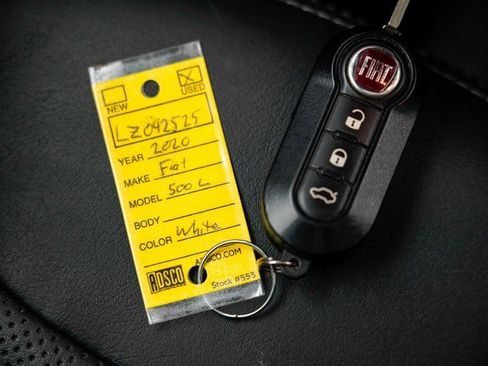 NEW
USED
LZ042525
YEAR 2020
MAKE Fiat
MODEL 500 L
BODY
COLOR White
ADSCO
ADSCO.COM
Stock #555
FIAT